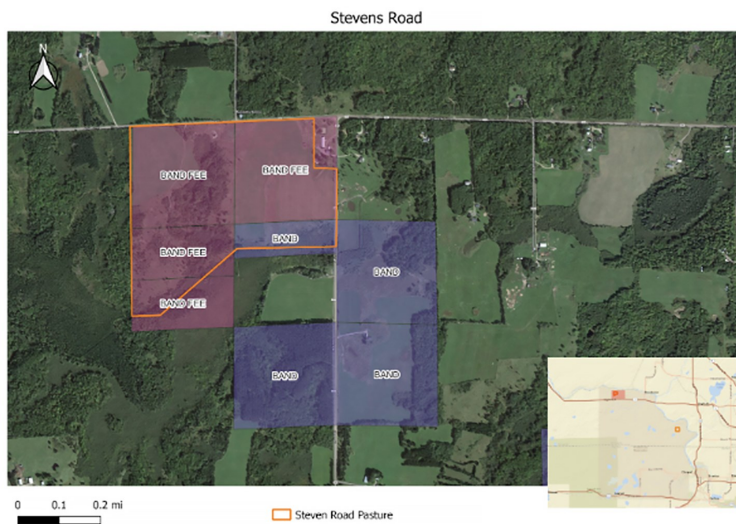 Stevens Road
N
BAND FEE
BAND FEE
BAND FEE
BAND
BAND FEE
BAND
BAND
BAND
0 0.1 0.2 mi
Steven Road Pasture